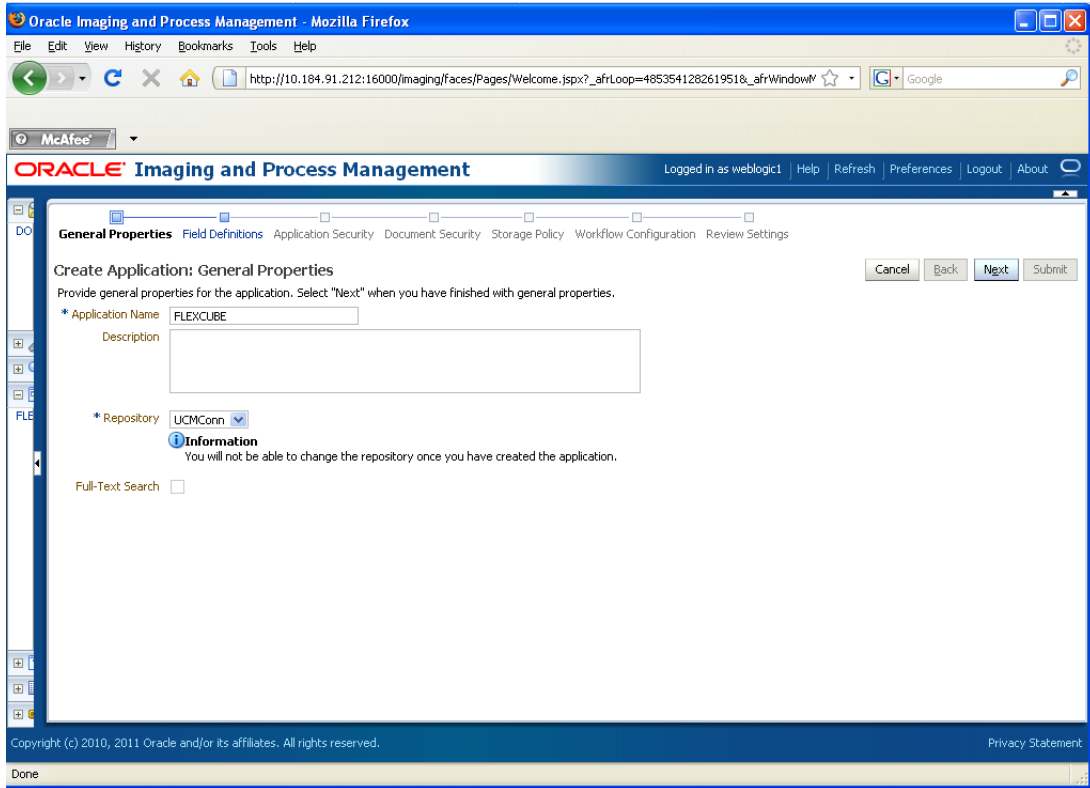 Oracle Imaging and Process Management - Mozilla Firefox
File Edit View History Bookmarks Tools Help
http://10.184.91.212:16000/imaging/faces/Pages/Welcome.jspx?_afrLoop=485354128261951&_afrWindowM
Google
McAfee
ORACLE Imaging and Process Management
Logged in as weblogic1 | Help | Refresh | Preferences | Logout | About
DO
General Properties Field Definitions Application Security Document Security Storage Policy Workflow Configuration Review Settings
Create Application: General Properties
Cancel Back Next Submit
Provide general properties for the application. Select "Next" when you have finished with general properties.
* Application Name FLEXCUBE
Description
FLE
* Repository UCMConn
Information
You will not be able to change the repository once you have created the application.
Full-Text Search
Copyright (c) 2010, 2011 Oracle and/or its affiliates. All rights reserved.
Privacy Statement
Done